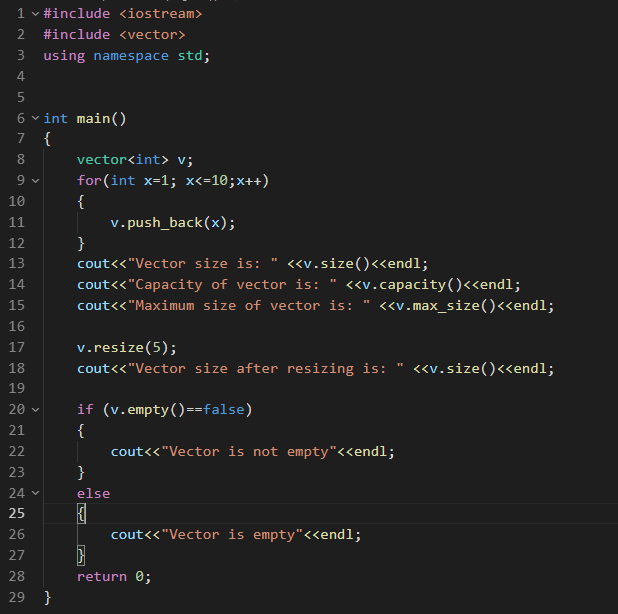 1 #include <iostream>
2 #include <vector>
3 using namespace std;
4
5
6 int main()
7 {
8     vector<int> v;
9     for(int x=1; x<=10;x++)
10     {
11         v.push_back(x);
12     }
13     cout<<"Vector size is: " <<v.size()<<endl;
14     cout<<"Capacity of vector is: " <<v.capacity()<<endl;
15     cout<<"Maximum size of vector is: " <<v.max_size()<<endl;
16
17     v.resize(5);
18     cout<<"Vector size after resizing is: " <<v.size()<<endl;
19
20     if (v.empty()==false)
21     {
22         cout<<"Vector is not empty"<<endl;
23     }
24     else
25     {
26         cout<<"Vector is empty"<<endl;
27     }
28     return 0;
29 }